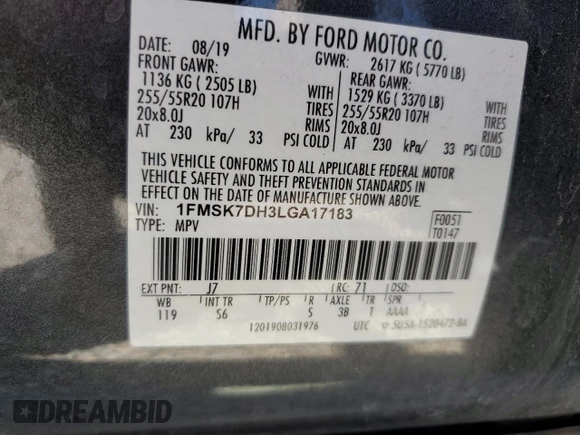 MFD. BY FORD MOTOR CO.
DATE: 08/19
GVWR: 2617 KG ( 5770 LB)
FRONT GAWR:
1136 KG ( 2505 LB)
255/55R20 107H
20x8.0J
WITH
TIRES
RIMS
AT 230 kPa/ 33 PSI COLD
REAR GAWR:
1529 KG ( 3370 LB)
255/55R20 107H
20x8.0J
WITH
TIRES
RIMS
AT 230 kPa/ 33 PSI COLD
THIS VEHICLE CONFORMS TO ALL APPLICABLE FEDERAL MOTOR
VEHICLE SAFETY AND THEFT PREVENTION STANDARDS IN
EFFECT ON THE DATE OF MANUFACTURE SHOWN ABOVE.
VIN: 1FMSK7DH3LGA17183
TYPE: MPV
F0051
T0147
EXT PNT: J7 RC: 71 DSO:
WB INT TR TP/PS R AXLE TR SPR
119 S6 S 3B T AAAA
1201908031976
UTC
5U5A-1520472-BA
DREAMBID